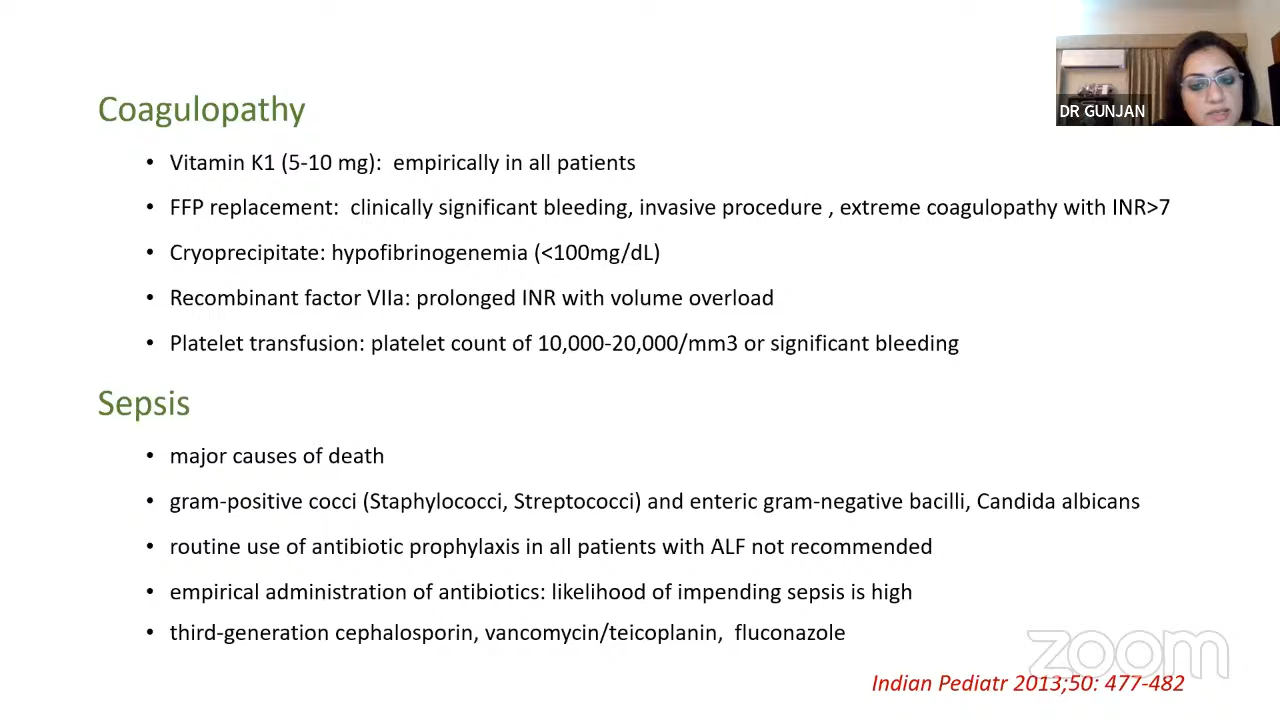 DR GUNJAN
Coagulopathy
• Vitamin K1 (5-10 mg):  empirically in all patients
• FFP replacement:  clinically significant bleeding, invasive procedure , extreme coagulopathy with INR>7
• Cryoprecipitate: hypofibrinogenemia (<100mg/dL)
• Recombinant factor VIIa: prolonged INR with volume overload
• Platelet transfusion: platelet count of 10,000-20,000/mm3 or significant bleeding
Sepsis
• major causes of death
• gram-positive cocci (Staphylococci, Streptococci) and enteric gram-negative bacilli, Candida albicans
• routine use of antibiotic prophylaxis in all patients with ALF not recommended
• empirical administration of antibiotics: likelihood of impending sepsis is high
• third-generation cephalosporin, vancomycin/teicoplanin,  fluconazole
zoom
Indian Pediatr 2013;50: 477-482